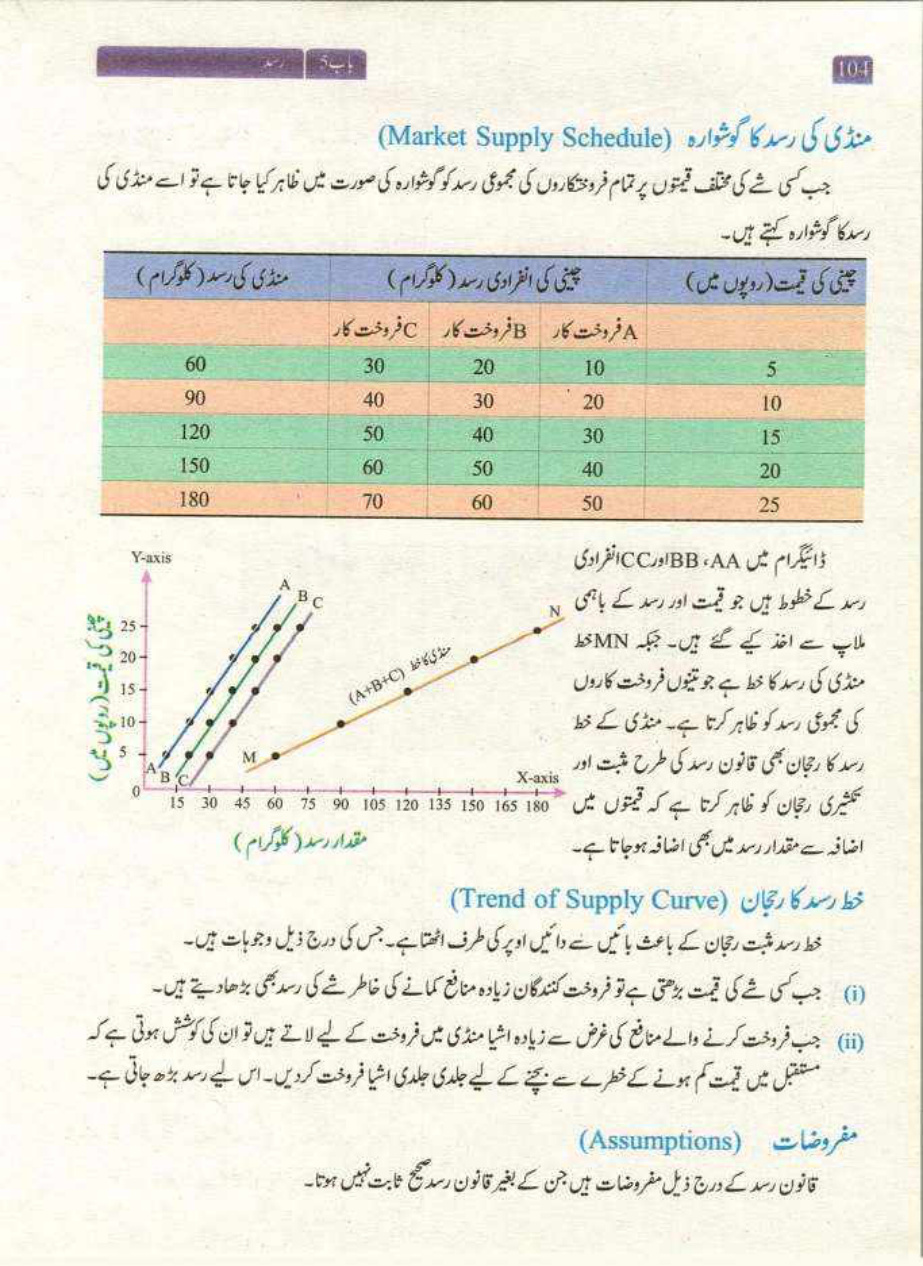 104
باب 5 رسد
منڈی کی رسد کا گوشوارہ (Market Supply Schedule)
جب کسی شے کی مختلف قیمتوں پر تمام فروختکاروں کی مجموعی رسد کو گوشوارہ کی صورت میں ظاہر کیا جاتا ہے تو اسے منڈی کی
رسد کا گوشوارہ کہتے ہیں۔
چینی کی قیمت (روپوں میں) چینی کی انفرادی رسد (کلوگرام) منڈی کی رسد (کلوگرام)
A فروخت کار B فروخت کار C فروخت کار
5 10 20 30 60
10 20 30 40 90
15 30 40 50 120
20 40 50 60 150
25 50 60 70 180
ڈائیگرام میں AA، BB اور CC انفرادی
رسد کے خطوط ہیں جو قیمت اور رسد کے باہمی
ملاپ سے اخذ کیے گئے ہیں۔ جبکہ MN خط
منڈی کی رسد کا خط ہے جو تینوں فروخت کاروں
کی مجموعی رسد کو ظاہر کرتا ہے۔ منڈی کے خط
رسد کا رجحان بھی قانون رسد کی طرح مثبت اور
تکثیری رجحان کو ظاہر کرتا ہے کہ قیمتوں میں
اضافہ سے مقدار رسد میں بھی اضافہ ہو جاتا ہے۔
Y-axis
چینی کی قیمت (روپوں میں)
25
20
15
10
5
0
A B C
A B C
M
N
(A+B+C) منڈی کا خط
X-axis
15 30 45 60 75 90 105 120 135 150 165 180
مقدار رسد (کلوگرام)
خط رسد کا رجحان (Trend of Supply Curve)
خط رسد مثبت رجحان کے باعث بائیں سے دائیں اوپر کی طرف اٹھتا ہے۔ جس کی درج ذیل وجوہات ہیں۔
(i) جب کسی شے کی قیمت بڑھتی ہے تو فروخت کنندگان زیادہ منافع کمانے کی خاطر شے کی رسد بھی بڑھا دیتے ہیں۔
(ii) جب فروخت کرنے والے منافع کی غرض سے زیادہ اشیا منڈی میں فروخت کے لیے لاتے ہیں تو ان کی کوشش ہوتی ہے کہ
مستقبل میں قیمت کم ہونے کے خطرے سے بچنے کے لیے جلدی جلدی اشیا فروخت کر دیں۔ اس لیے رسد بڑھ جاتی ہے۔
مفروضات (Assumptions)
قانون رسد کے درج ذیل مفروضات ہیں جن کے بغیر قانون رسد صحیح ثابت نہیں ہوتا۔